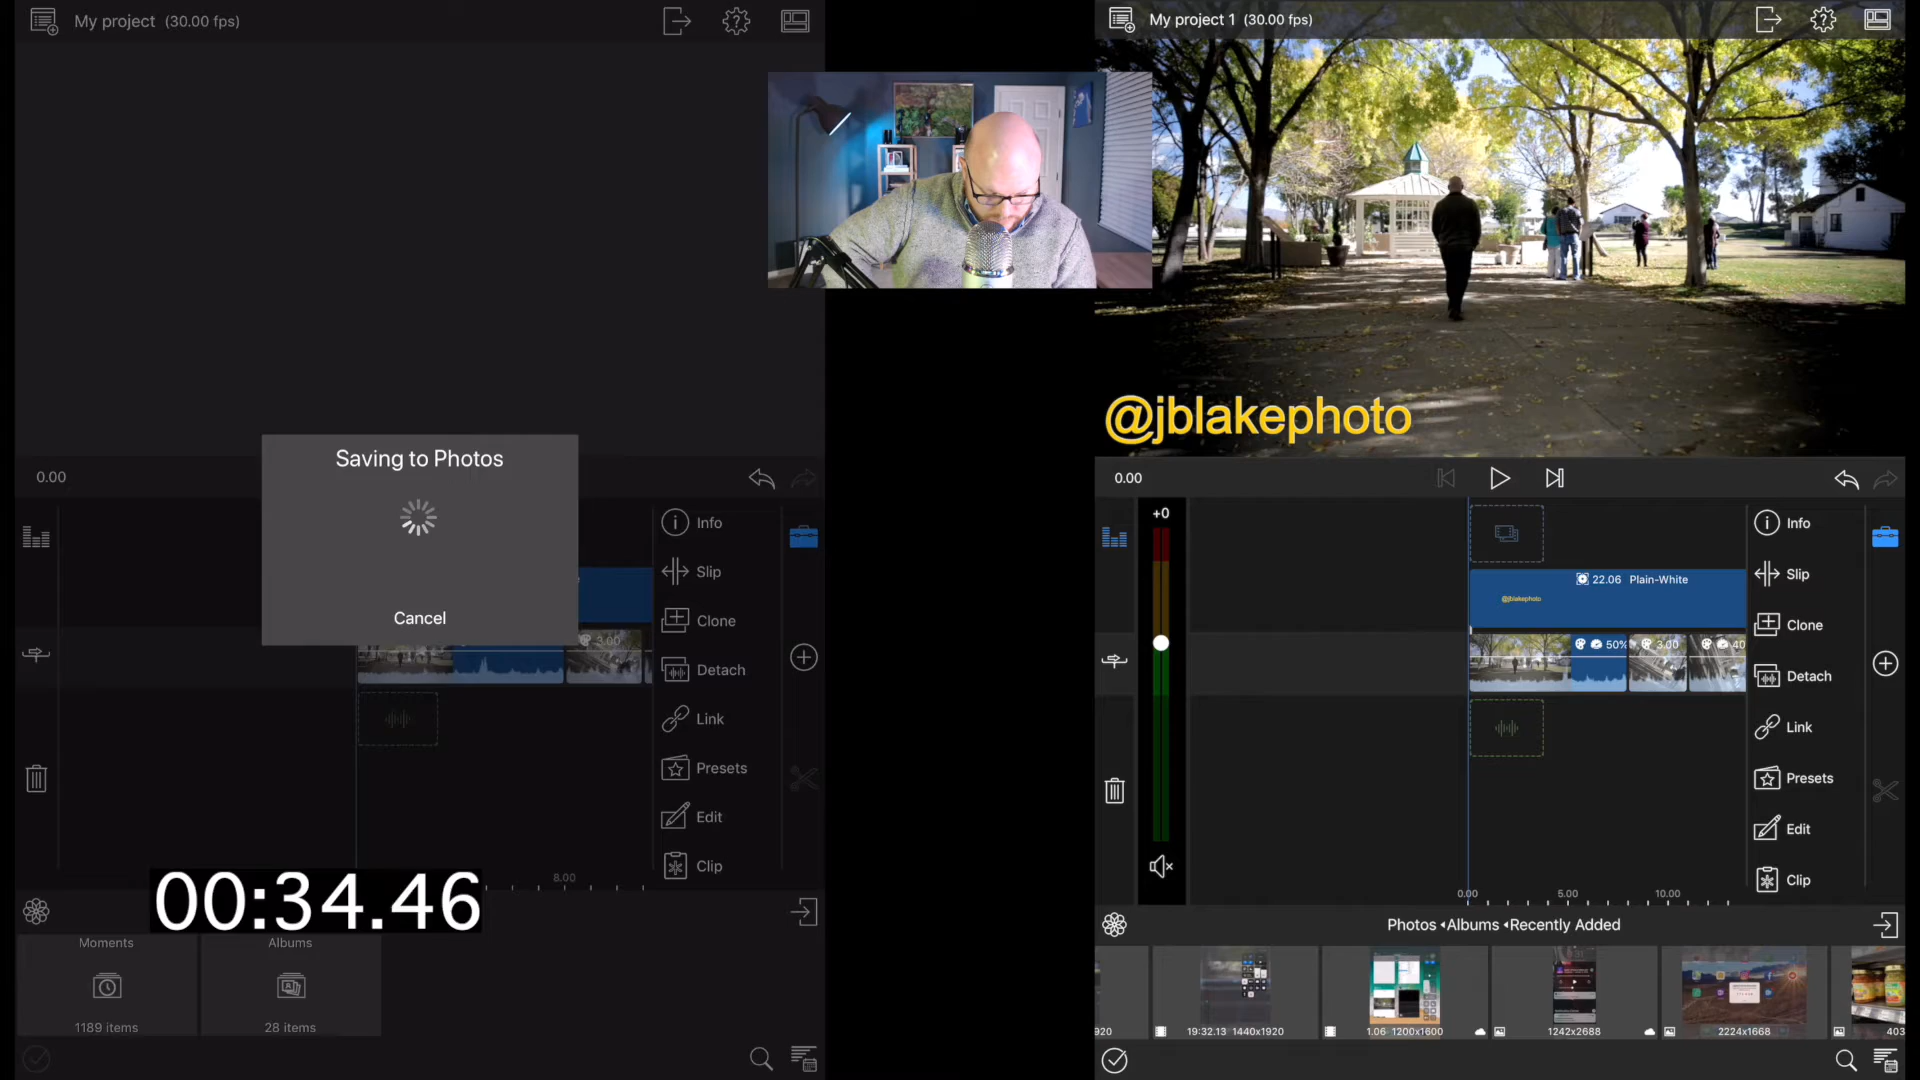 My project (30.00 fps)
My project 1 (30.00 fps)
@jblakephoto
Saving to Photos
Cancel
0.00
Info
Slip
Clone
Detach
Link
Presets
Edit
Clip
3.00
8.00
00:34.46
Moments
1189 items
Albums
28 items
0.00
+0
22.06 Plain-White
@jblakephoto
50%
3.00
40
Info
Slip
Clone
Detach
Link
Presets
Edit
Clip
0.00
5.00
10.00
Photos Albums Recently Added
920
19:32.13 1440x1920
1.06 1200x1600
1242x2688
2224x1668
403